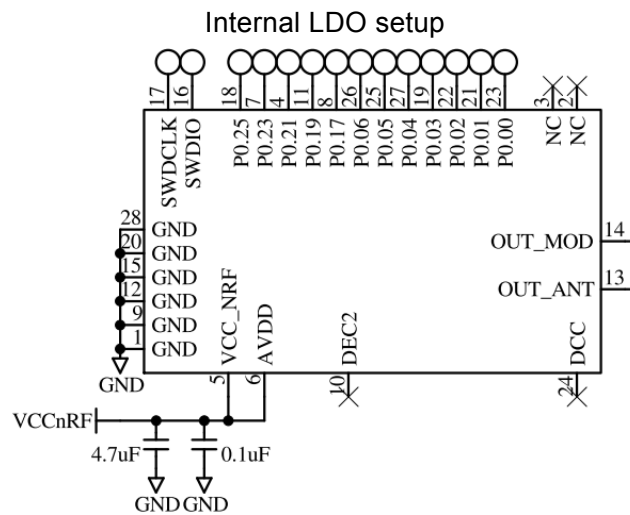 Internal LDO setup
17 16 18 7 4 11 8 26 25 27 19 22 21 23 3 2
SWDCLK SWDIO P0.25 P0.23 P0.21 P0.19 P0.17 P0.06 P0.05 P0.04 P0.03 P0.02 P0.01 P0.00 NC NC
28 GND
20 GND
15 GND
12 GND
9 GND
1 GND
OUT_MOD 14
OUT_ANT 13
VCC_NRF AVDD DEC2 DCC
5 6 10 24
GND
VCCnRF
4.7uF 0.1uF
GND GND